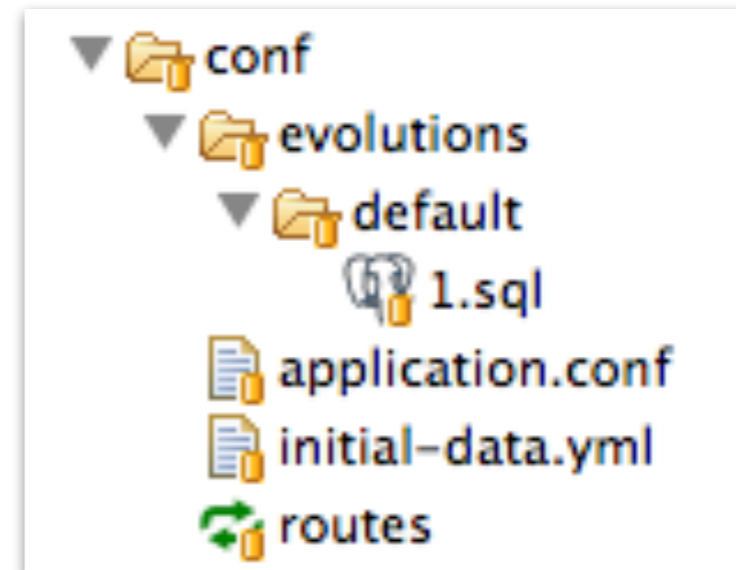 conf
evolutions
default
1.sql
application.conf
initial-data.yml
routes